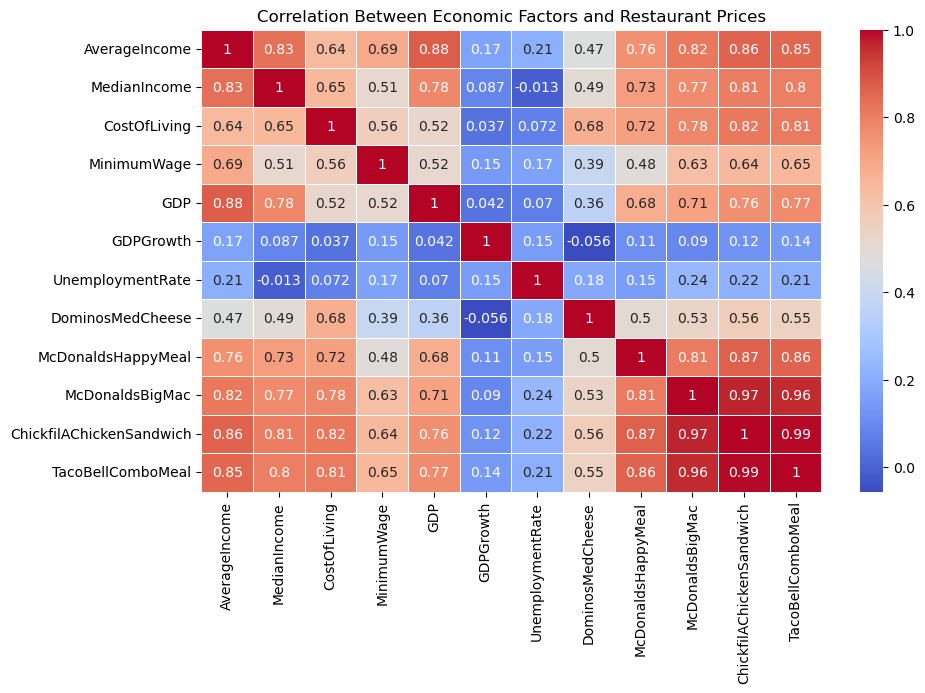 Correlation Between Economic Factors and Restaurant Prices
AverageIncome 1 0.83 0.64 0.69 0.88 0.17 0.21 0.47 0.76 0.82 0.86 0.85
MedianIncome 0.83 1 0.65 0.51 0.78 0.087 -0.013 0.49 0.73 0.77 0.81 0.8
CostOfLiving 0.64 0.65 1 0.56 0.52 0.037 0.072 0.68 0.72 0.78 0.82 0.81
MinimumWage 0.69 0.51 0.56 1 0.52 0.15 0.17 0.39 0.48 0.63 0.64 0.65
GDP 0.88 0.78 0.52 0.52 1 0.042 0.07 0.36 0.68 0.71 0.76 0.77
GDPGrowth 0.17 0.087 0.037 0.15 0.042 1 0.15 -0.056 0.11 0.09 0.12 0.14
UnemploymentRate 0.21 -0.013 0.072 0.17 0.07 0.15 1 0.18 0.15 0.24 0.22 0.21
DominosMedCheese 0.47 0.49 0.68 0.39 0.36 -0.056 0.18 1 0.5 0.53 0.56 0.55
McDonaldsHappyMeal 0.76 0.73 0.72 0.48 0.68 0.11 0.15 0.5 1 0.81 0.87 0.86
McDonaldsBigMac 0.82 0.77 0.78 0.63 0.71 0.09 0.24 0.53 0.81 1 0.97 0.96
ChickfilAChickenSandwich 0.86 0.81 0.82 0.64 0.76 0.12 0.22 0.56 0.87 0.97 1 0.99
TacoBellComboMeal 0.85 0.8 0.81 0.65 0.77 0.14 0.21 0.55 0.86 0.96 0.99 1
AverageIncome
MedianIncome
CostOfLiving
MinimumWage
GDP
GDPGrowth
UnemploymentRate
DominosMedCheese
McDonaldsHappyMeal
McDonaldsBigMac
ChickfilAChickenSandwich
TacoBellComboMeal
1.0
0.8
0.6
0.4
0.2
0.0